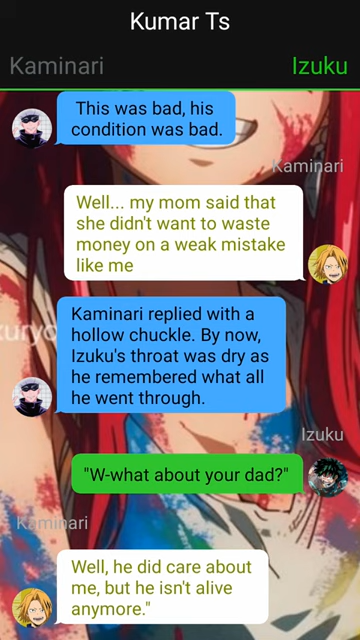 Kumar Ts
Kaminari
Izuku
This was bad, his
condition was bad.
Kaminari
Well... my mom said that
she didn't want to waste
money on a weak mistake
like me
Kaminari replied with a
hollow chuckle. By now,
Izuku's throat was dry as
he remembered what all
he went through.
Izuku
"W-what about your dad?"
Kaminari
Well, he did care about
me, but he isn't alive
anymore."